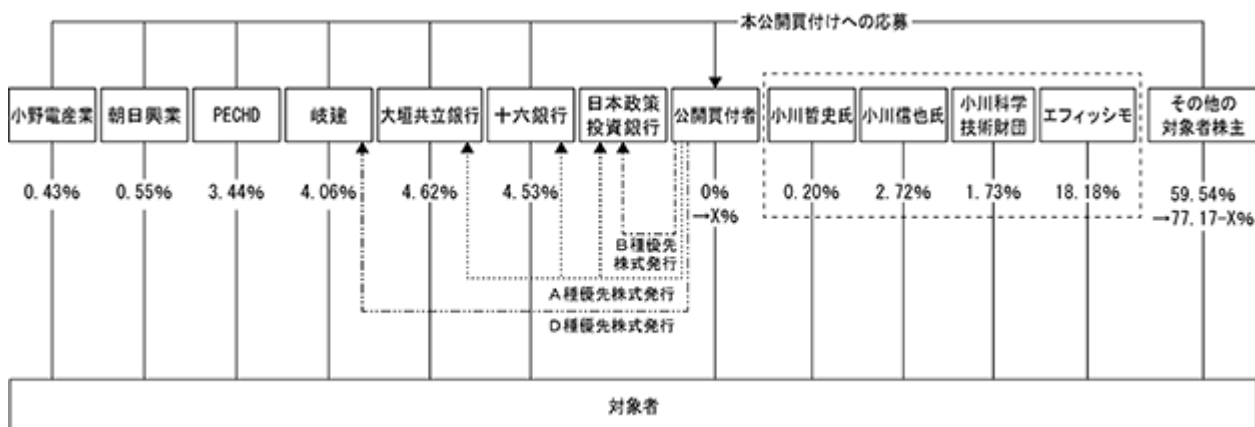 本公開買付けへの応募
小野電産業
朝日興業
PECHD
岐建
大垣共立銀行
十六銀行
日本政策
投資銀行
公開買付者
小川哲史氏
小川信也氏
小川科学
技術財団
エフィッシモ
その他の
対象者株主
0.43%
0.55%
3.44%
4.06%
4.62%
4.53%
0%
→X%
0.20%
2.72%
1.73%
18.18%
59.54%
→77.17-X%
B種優先
株式発行
A種優先株式発行
D種優先株式発行
対象者